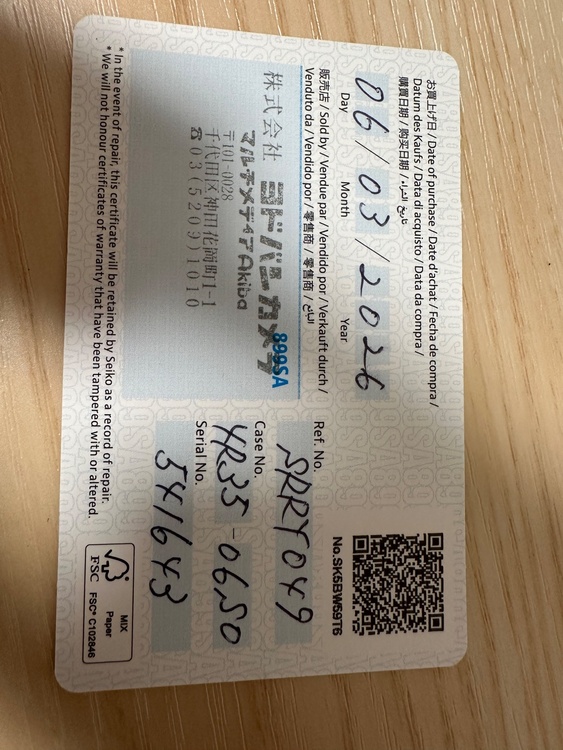 お買上げ日 / Date of purchase / Date d'achat / Fecha de compra /
Datum des Kaufs / Data di acquisto / Data da compra /
購買日期 / 购买日期 / تاريخ الشراء
06 / 03 / 2026
Day Month Year
販売店 / Sold by / Vendue par / Vendido por / Verkauft durch /
Venduto da / Vendido por / 零售商 / 零售商 / البائع
899SA
株式会社 ヨドバシカメラ
マルチメディアAkiba
〒101-0028
千代田区神田花岡町1-1
☎03(5209)1010
No.SK5BW59T6
Ref. No.
SRRY049
Case No.
4R35-06S0
Serial No.
541643
* In the event of repair, this certificate will be retained by Seiko as a record of repair.
* We will not honour certificates of warranty that have been tampered with or altered.
FSC
MIX
Paper
FSC® C102846